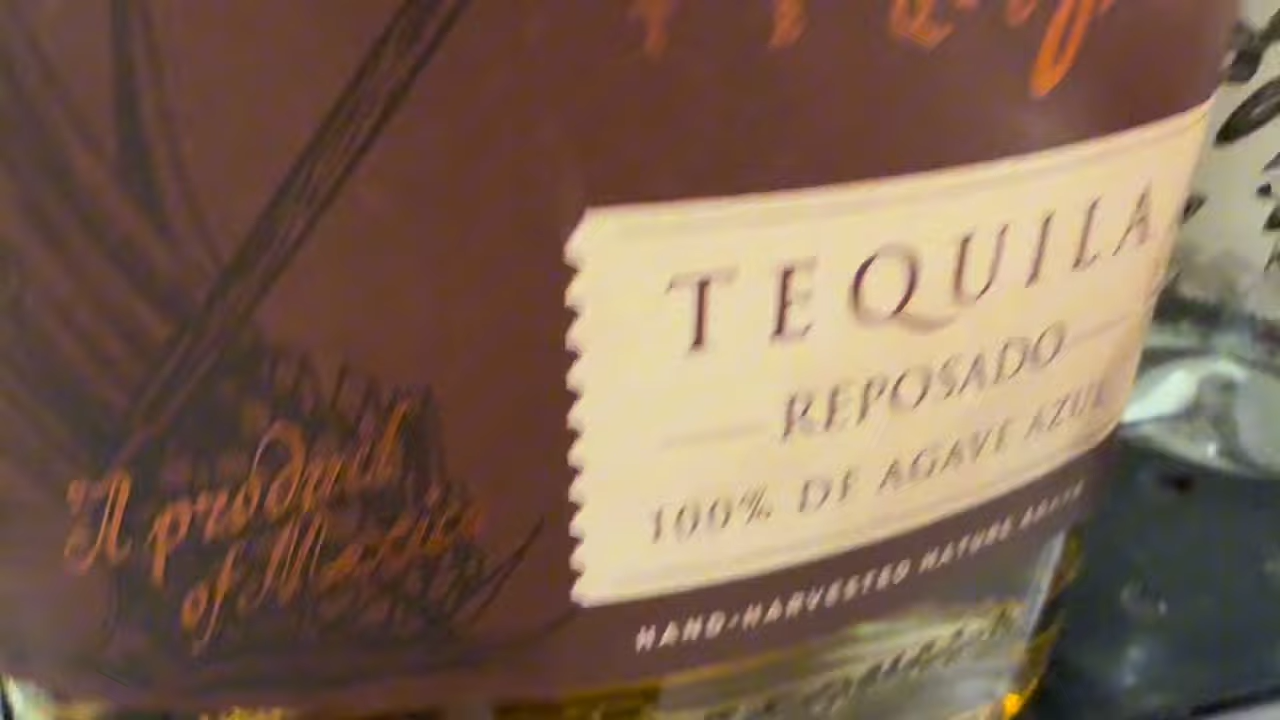 TEQUILA
REPOSADO
100% DE AGAVE AZUL
HAND-HARVESTED MATURE AGAVE
A product
of Mexico